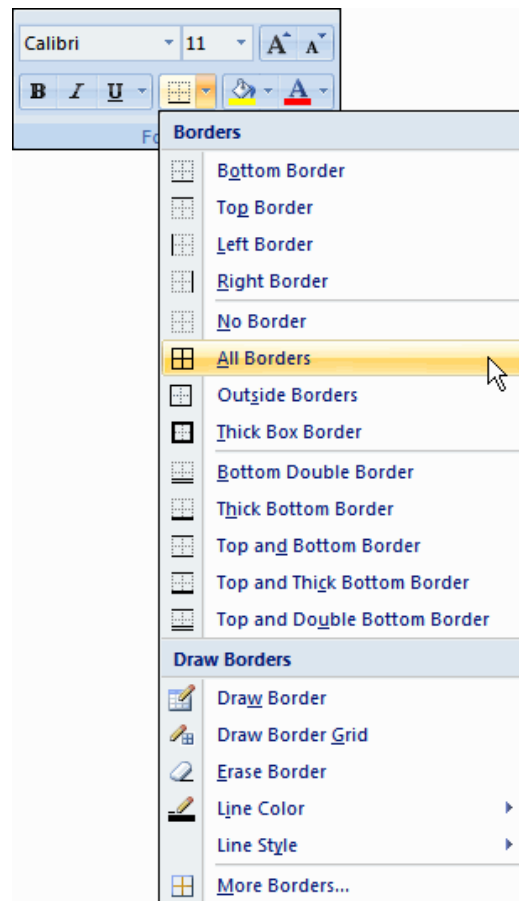 Calibri 11 A A
B I U A
Fo
Borders
Bottom Border
Top Border
Left Border
Right Border
No Border
All Borders
Outside Borders
Thick Box Border
Bottom Double Border
Thick Bottom Border
Top and Bottom Border
Top and Thick Bottom Border
Top and Double Bottom Border
Draw Borders
Draw Border
Draw Border Grid
Erase Border
Line Color
Line Style
More Borders...